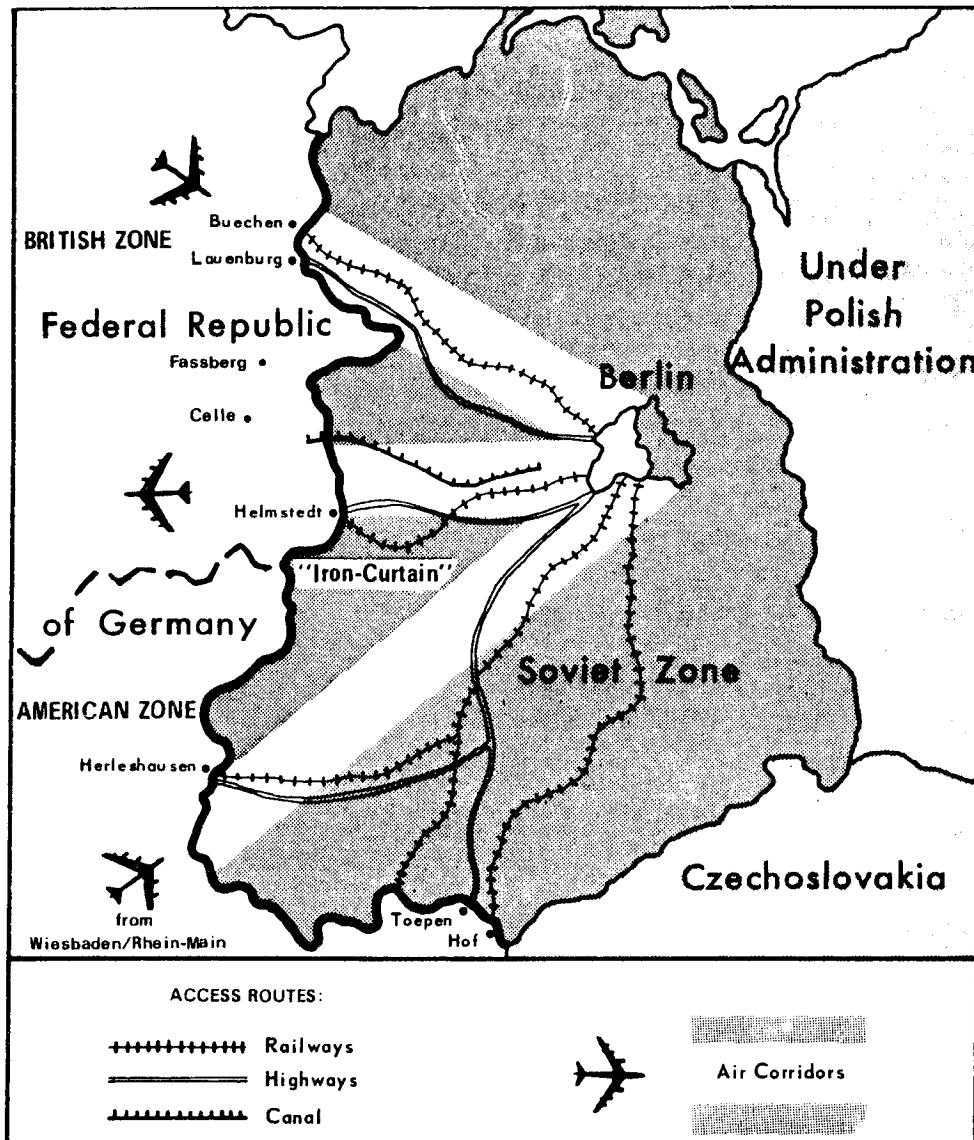 Buechen
BRITISH ZONE
Lauenburg
Federal Republic
Fassberg
Celle
Helmstedt
"Iron-Curtain"
of Germany
AMERICAN ZONE
Herleshausen
from
Wiesbaden/Rhein-Main
Toepen
Hof
Berlin
Soviet Zone
Under
Polish
Administration
Czechoslovakia
ACCESS ROUTES:
Railways
Highways
Canal
Air Corridors